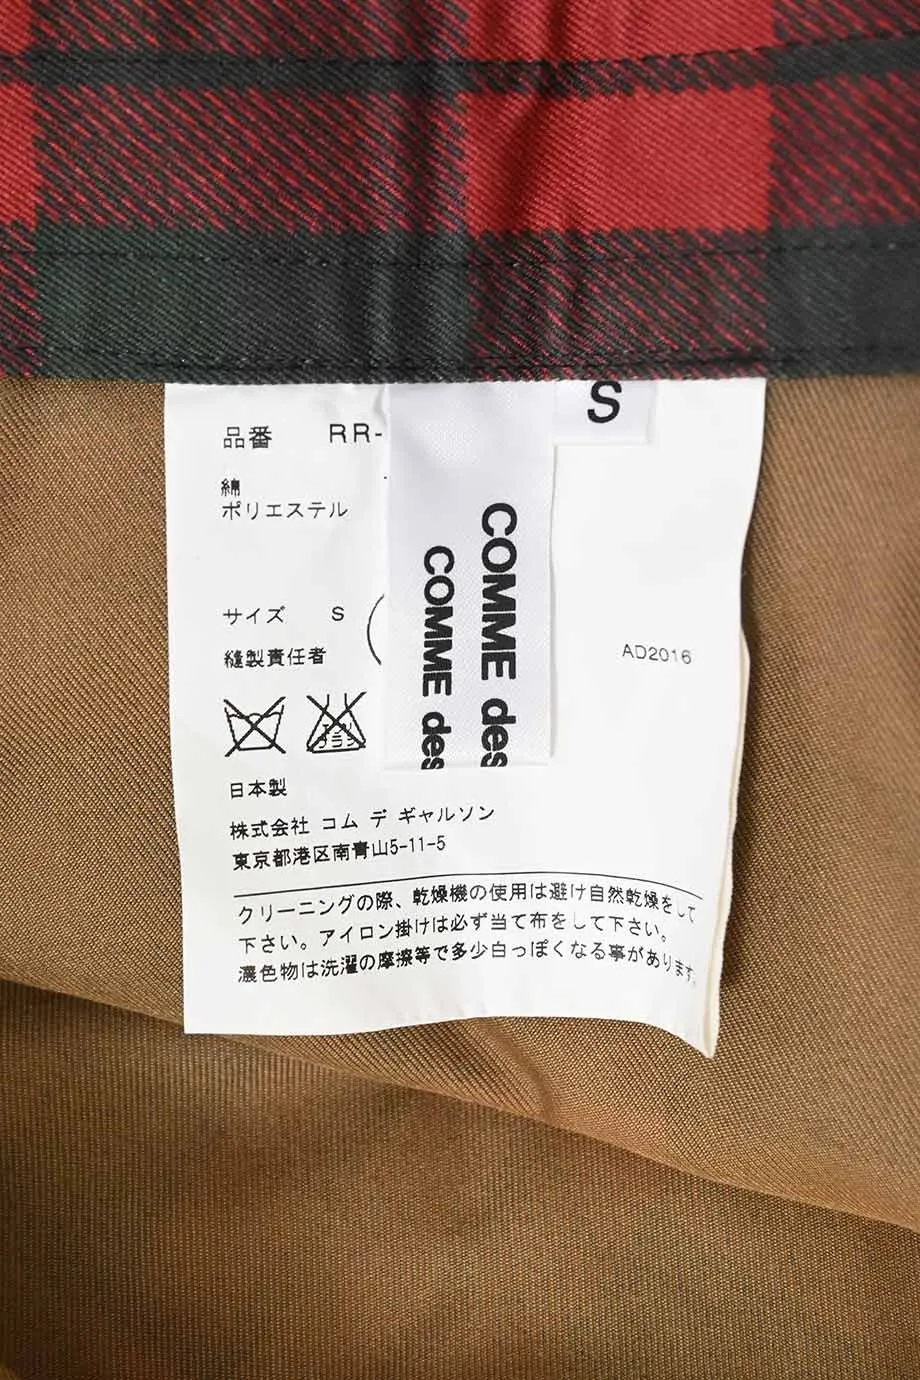 S
品番 RR-
綿
ポリエステル
サイズ S
縫製責任者
AD2016
エンソ
ドライ
日本製
株式会社 コム デ ギャルソン
東京都港区南青山5-11-5
クリーニングの際、乾燥機の使用は避け自然乾燥をして
下さい。アイロン掛けは必ず当て布をして下さい。
濃色物は洗濯の摩擦等で多少白っぽくなる事があります。
COMME des
COMME des